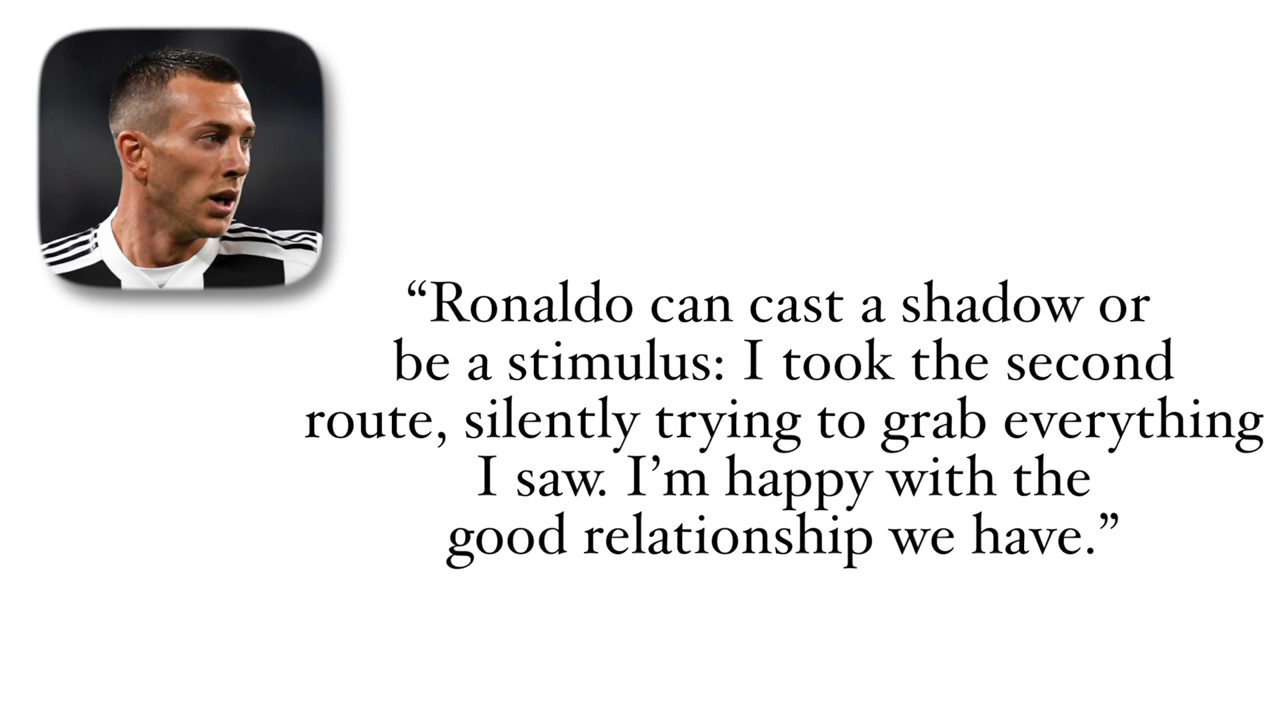 “Ronaldo can cast a shadow or
be a stimulus: I took the second
route, silently trying to grab everything
I saw. I’m happy with the
good relationship we have.”